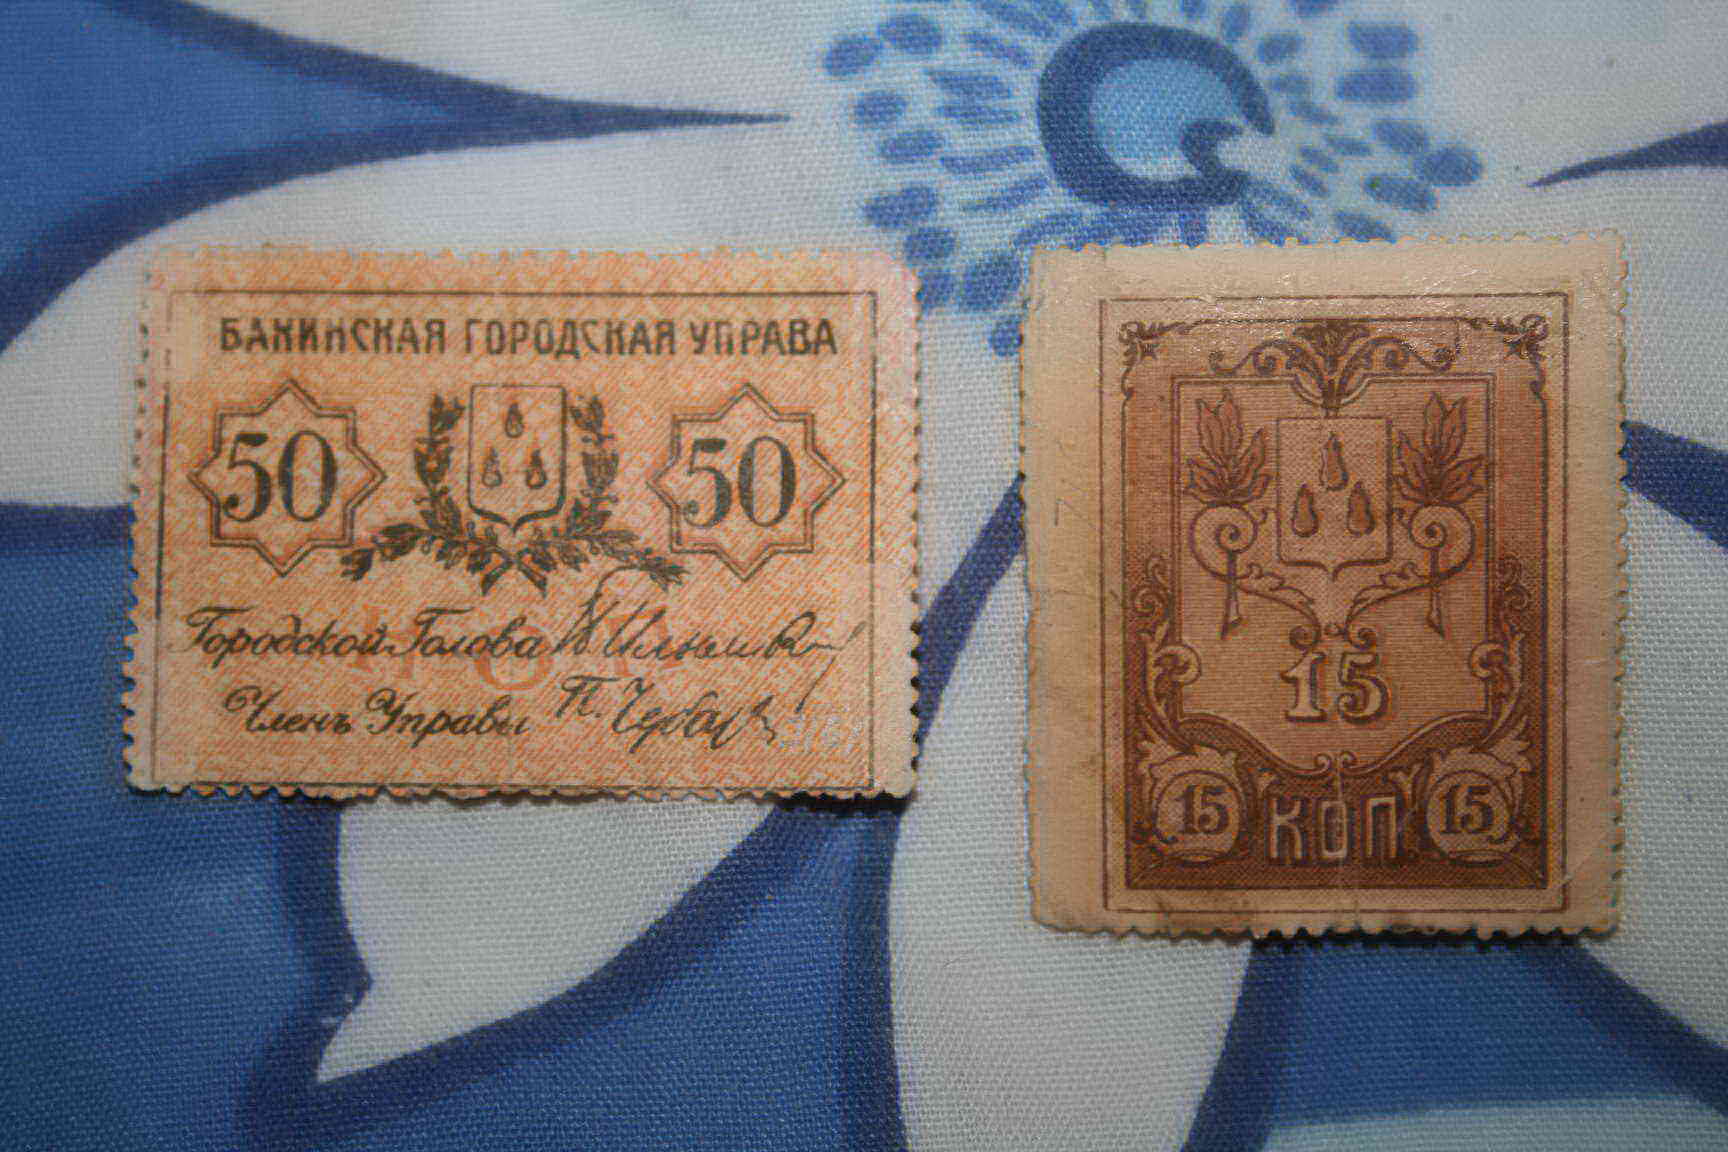 БАКИНСКАЯ ГОРОДСКАЯ УПРАВА
50 50
Городской Голова
Членъ Управы П.
15
15 КОП. 15